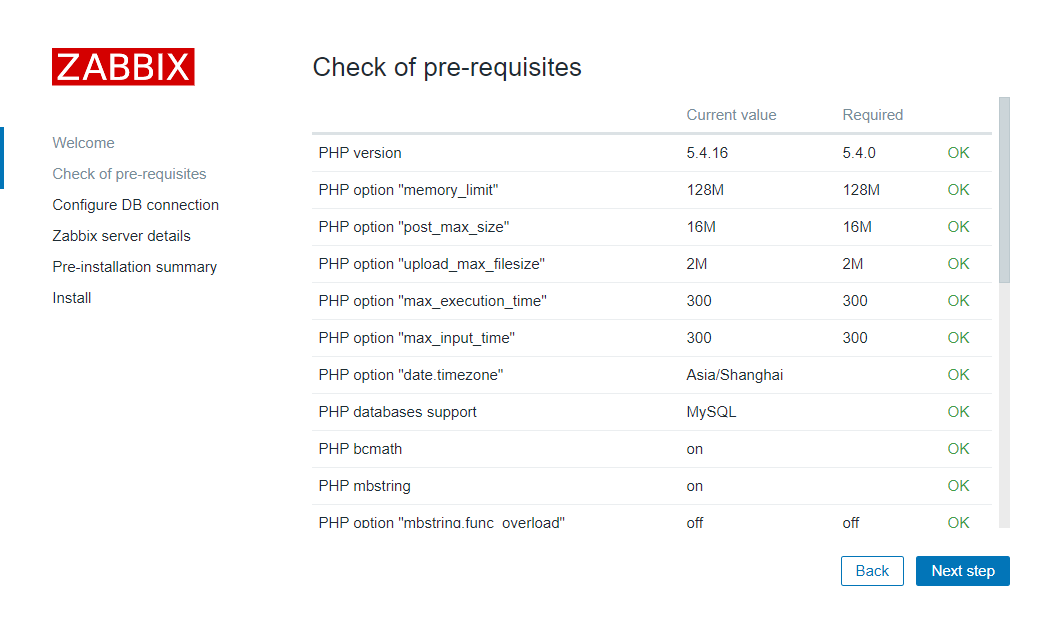 ZABBIX
Check of pre-requisites
Welcome
Check of pre-requisites
Configure DB connection
Zabbix server details
Pre-installation summary
Install
Current value Required
PHP version 5.4.16 5.4.0 OK
PHP option "memory_limit" 128M 128M OK
PHP option "post_max_size" 16M 16M OK
PHP option "upload_max_filesize" 2M 2M OK
PHP option "max_execution_time" 300 300 OK
PHP option "max_input_time" 300 300 OK
PHP option "date.timezone" Asia/Shanghai OK
PHP databases support MySQL OK
PHP bcmath on OK
PHP mbstring on OK
PHP option "mbstring.func_overload" off off OK
Back Next step